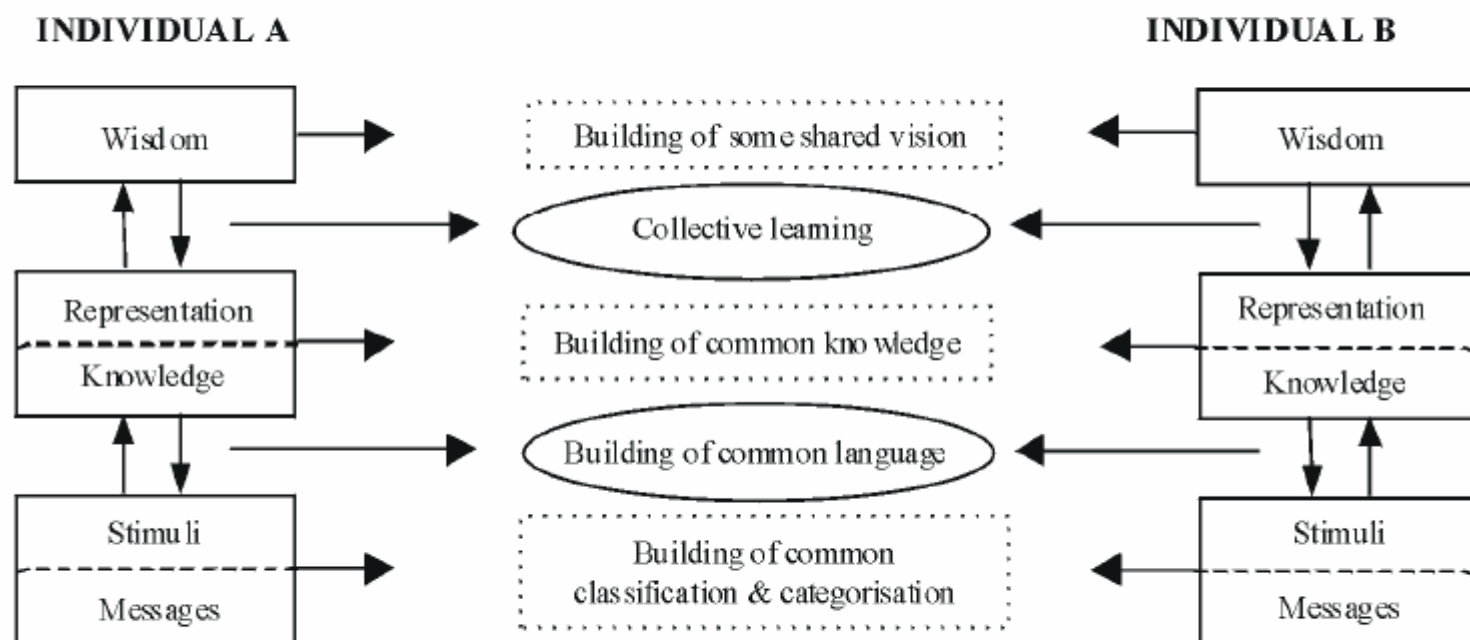 INDIVIDUAL A
INDIVIDUAL B
Wisdom
Building of some shared vision
Wisdom
Collective learning
Representation
Knowledge
Building of common knowledge
Representation
Knowledge
Building of common language
Stimuli
Messages
Building of common
classification & categorisation
Stimuli
Messages